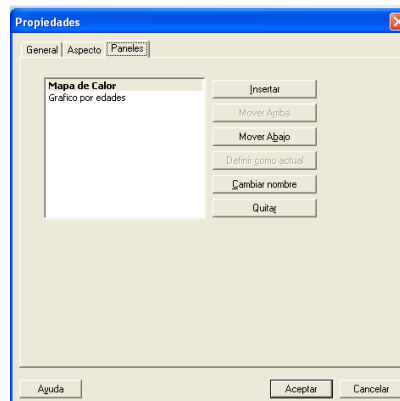 Propiedades
General Aspecto Paneles
Mapa de Calor
Grafico por edades
Insertar
Mover Arriba
Mover Abajo
Definir como actual
Cambiar nombre
Quitar
Ayuda Aceptar Cancelar